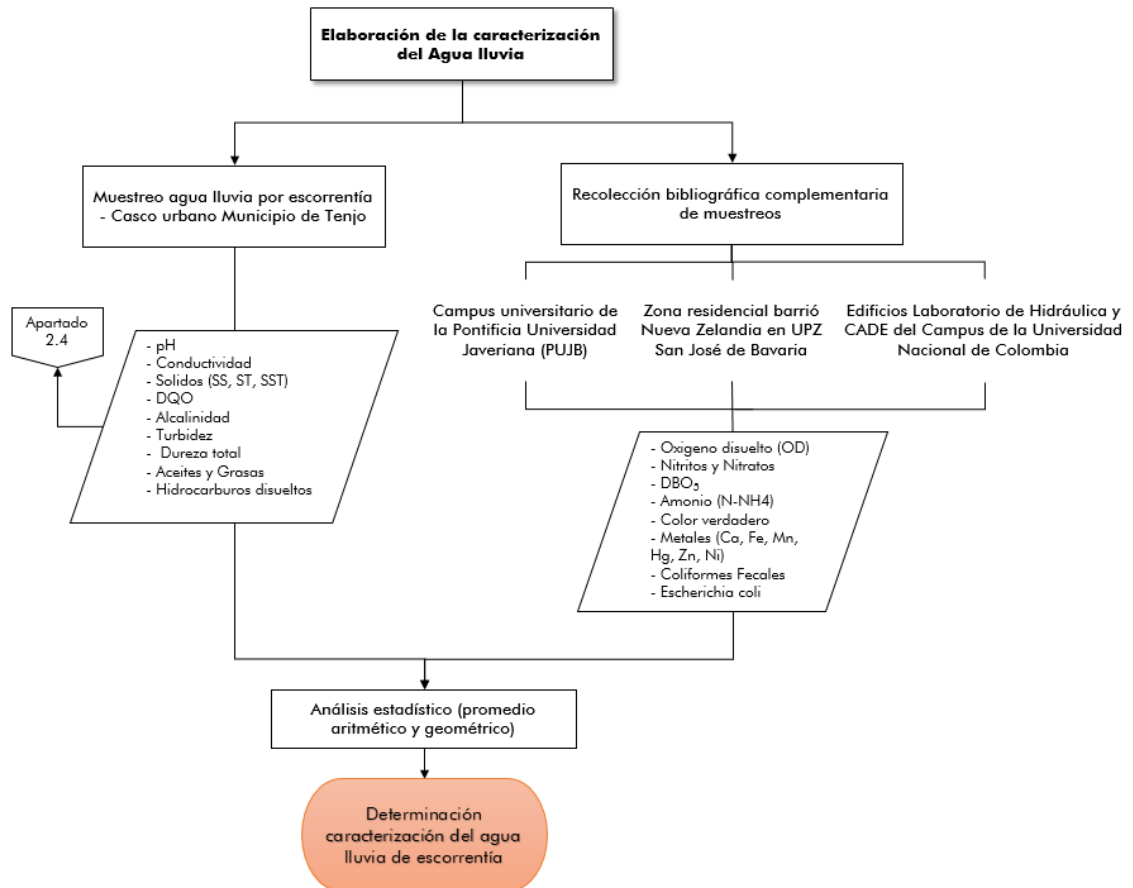 Elaboración de la caracterización
del Agua lluvia
Muestreo agua lluvia por escorrentía
- Casco urbano Municipio de Tenjo
Recolección bibliográfica complementaria
de muestreos
Campus universitario de
la Pontificia Universidad
Javeriana (PUJB)
Zona residencial barrió
Nueva Zelandia en UPZ
San José de Bavaria
Edificios Laboratorio de Hidráulica y
CADE del Campus de la Universidad
Nacional de Colombia
Apartado
2.4
- pH
- Conductividad
- Solidos (SS, ST, SST)
- DQO
- Alcalinidad
- Turbidez
- Dureza total
- Aceites y Grasas
- Hidrocarburos disueltos
- Oxigeno disuelto (OD)
- Nitritos y Nitratos
- DBO₅
- Amonio (N-NH4)
- Color verdadero
- Metales (Ca, Fe, Mn,
Hg, Zn, Ni)
- Coliformes Fecales
- Escherichia coli
Análisis estadístico (promedio
aritmético y geométrico)
Determinación
caracterización del agua
lluvia de escorrentía